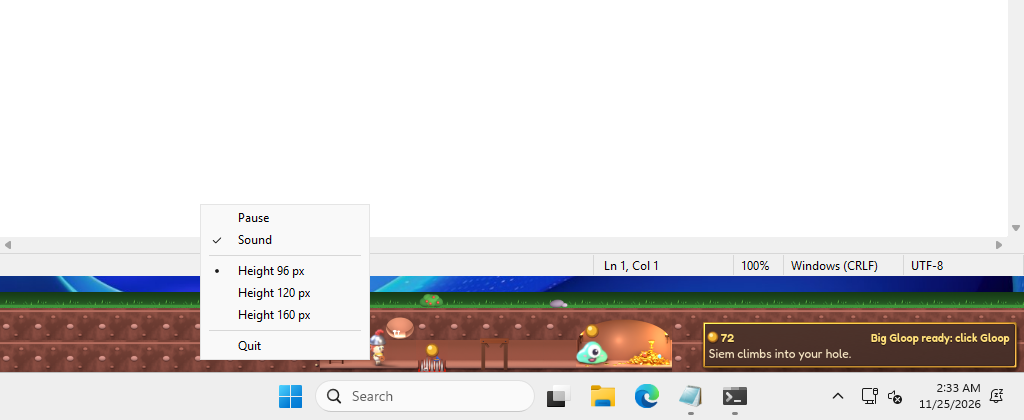 Pause
Sound
Height 96 px
Height 120 px
Height 160 px
Quit
Ln 1, Col 1
100%
Windows (CRLF)
UTF-8
72
Big Gloop ready: click Gloop
Siem climbs into your hole.
Search
2:33 AM
11/25/2026